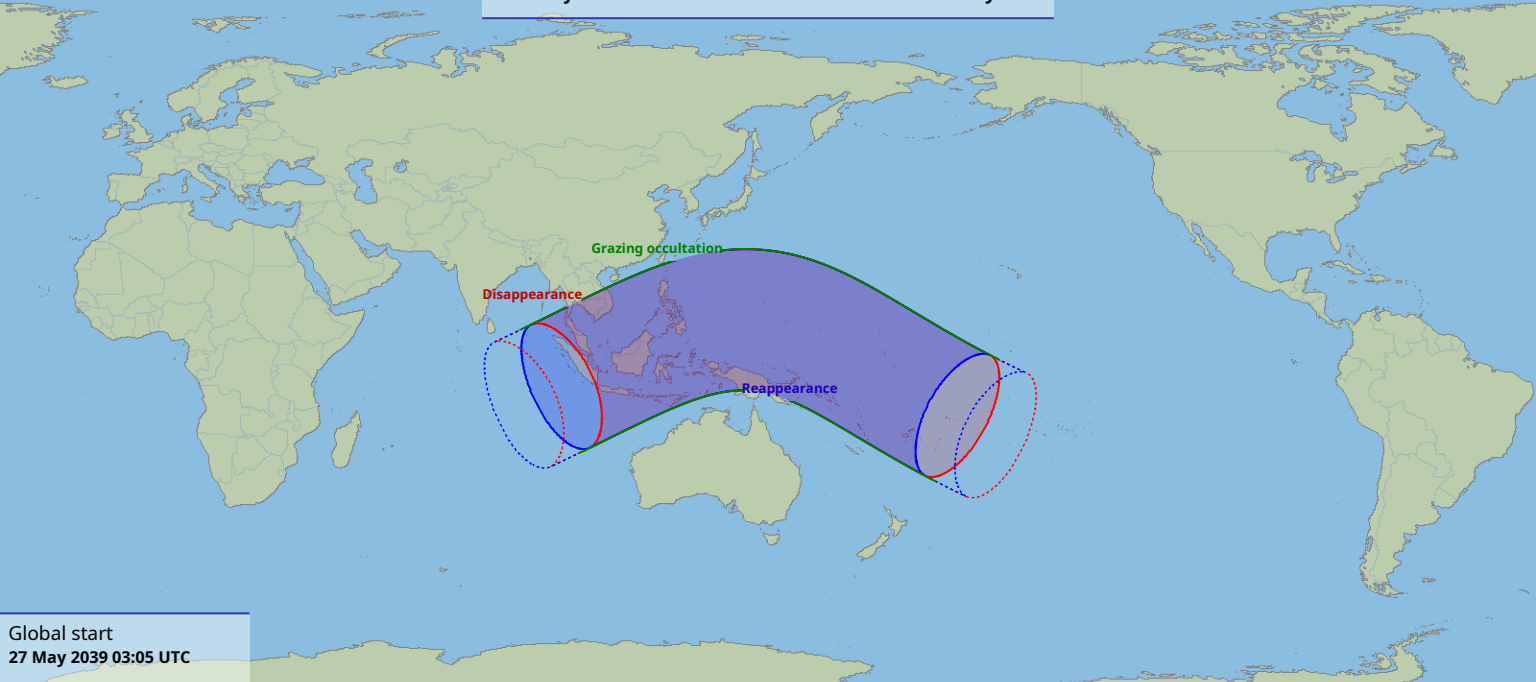 Grazing occultation
Disappearance
Reappearance
Global start
27 May 2039 03:05 UTC